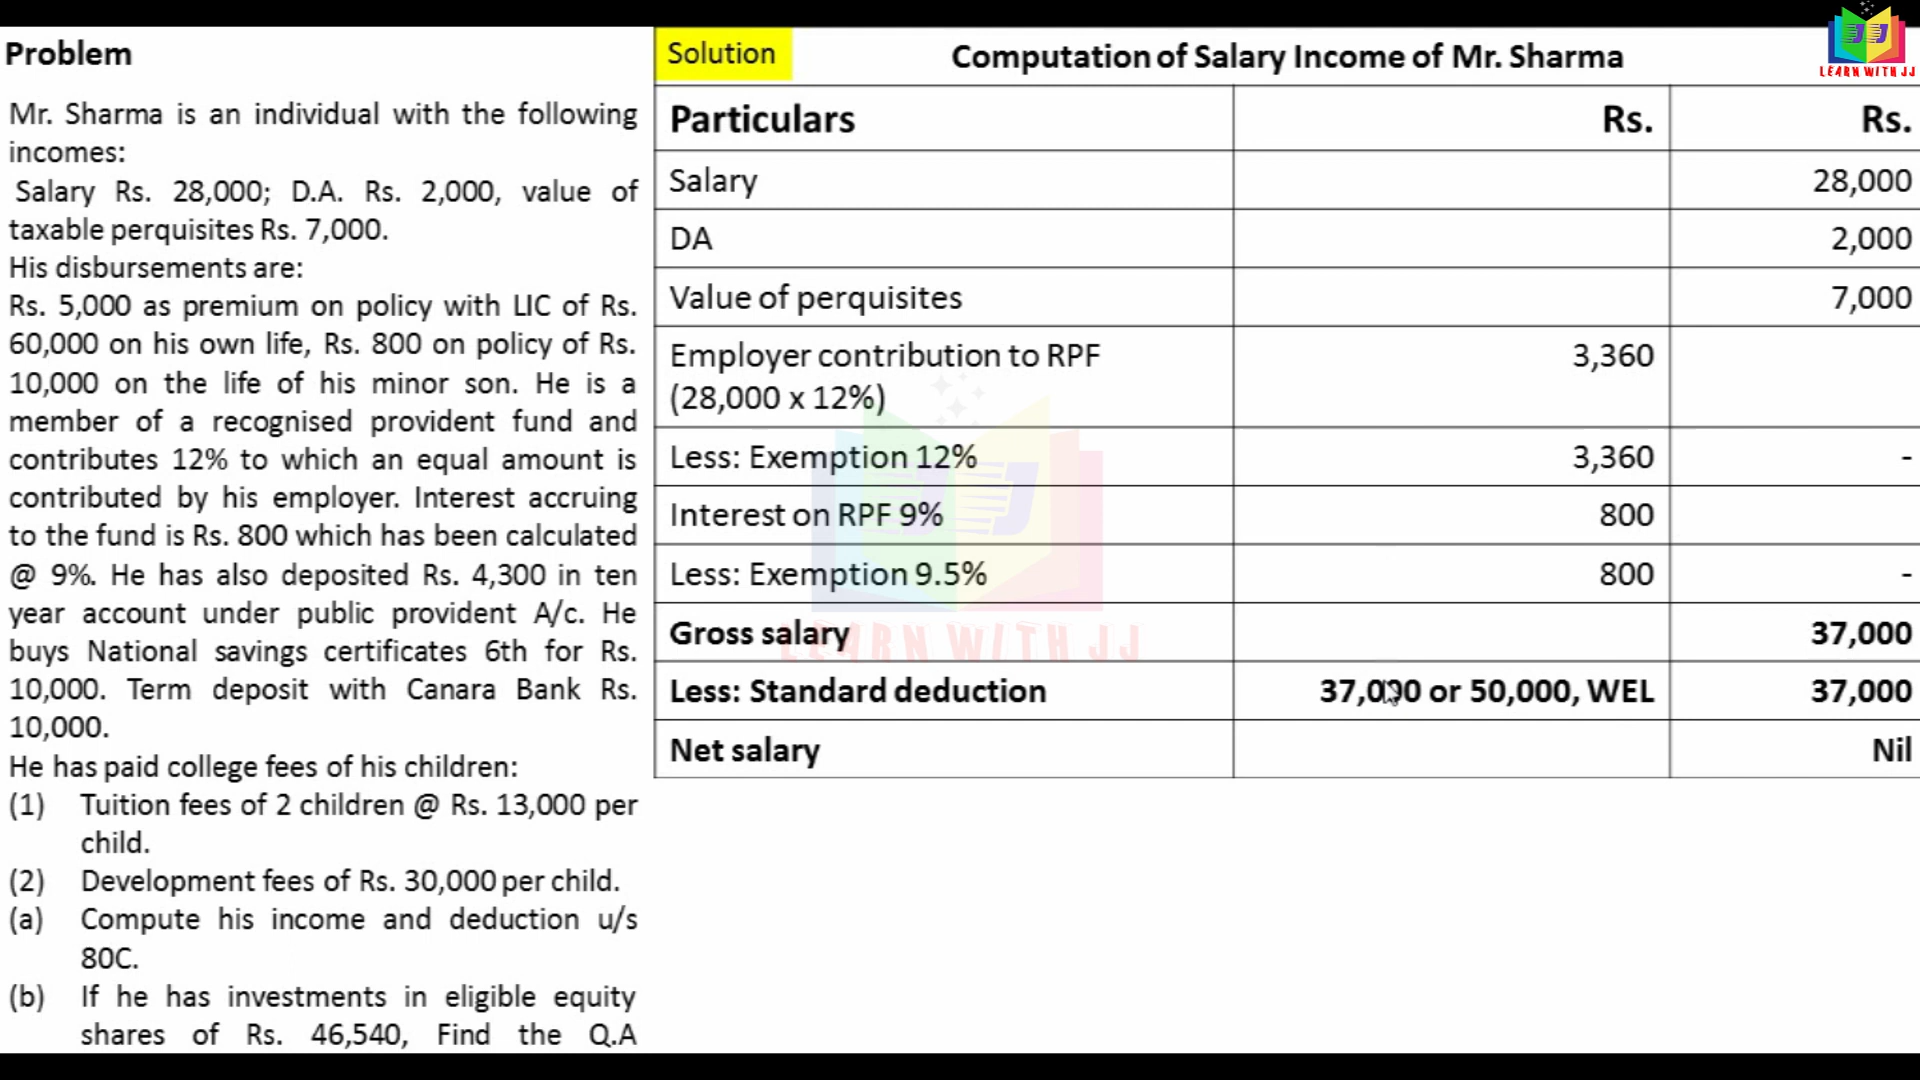 Problem
Mr. Sharma is an individual with the following
incomes:
Salary Rs. 28,000; D.A. Rs. 2,000, value of
taxable perquisites Rs. 7,000.
His disbursements are:
Rs. 5,000 as premium on policy with LIC of Rs.
60,000 on his own life, Rs. 800 on policy of Rs.
10,000 on the life of his minor son. He is a
member of a recognised provident fund and
contributes 12% to which an equal amount is
contributed by his employer. Interest accruing
to the fund is Rs. 800 which has been calculated
@ 9%. He has also deposited Rs. 4,300 in ten
year account under public provident A/c. He
buys National savings certificates 6th for Rs.
10,000. Term deposit with Canara Bank Rs.
10,000.
He has paid college fees of his children:
(1) Tuition fees of 2 children @ Rs. 13,000 per
child.
(2) Development fees of Rs. 30,000 per child.
(a) Compute his income and deduction u/s
80C.
(b) If he has investments in eligible equity
shares of Rs. 46,540, Find the Q.A
Solution
Computation of Salary Income of Mr. Sharma
Particulars Rs. Rs.
Salary 28,000
DA 2,000
Value of perquisites 7,000
Employer contribution to RPF 3,360
(28,000 x 12%)
Less: Exemption 12% 3,360 -
Interest on RPF 9% 800
Less: Exemption 9.5% 800 -
Gross salary 37,000
Less: Standard deduction 37,000 or 50,000, WEL 37,000
Net salary Nil
JJ
LEARN WITH JJ
JJ
LEARN WITH JJ